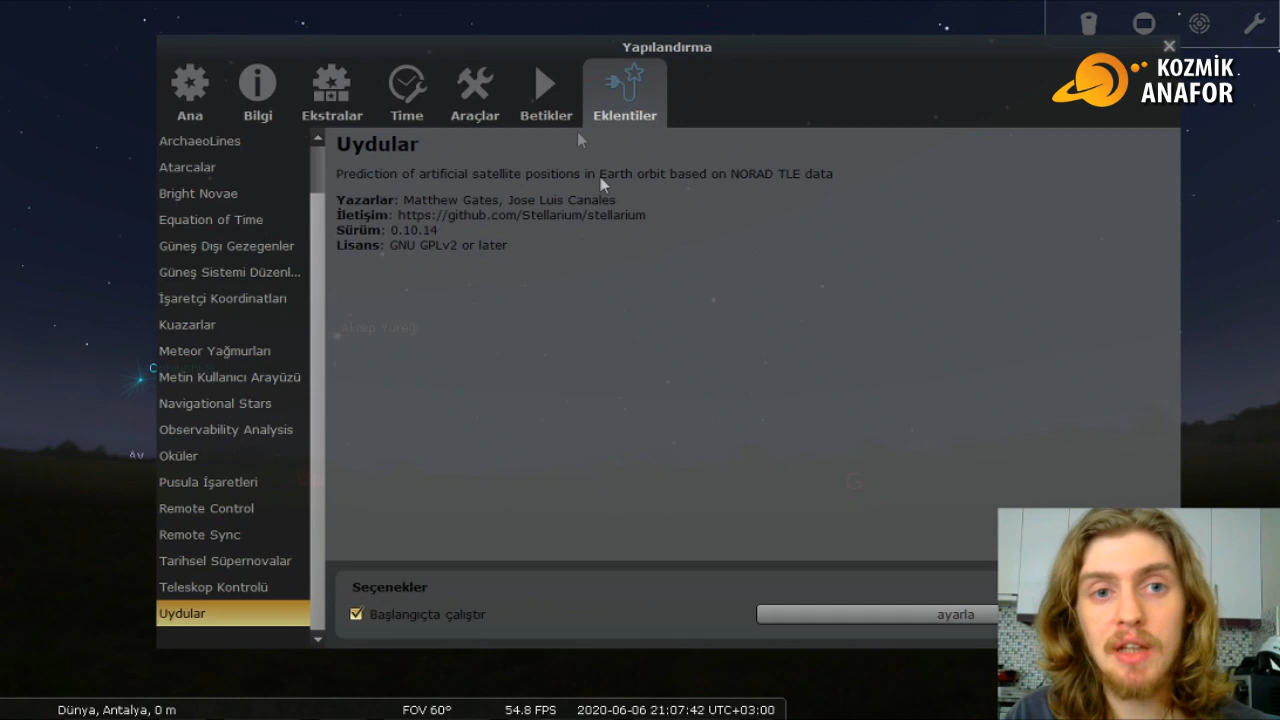 Yapılandırma
KOZMİK
ANAFOR
Ana
Bilgi
Ekstralar
Time
Araçlar
Betikler
Eklentiler
ArchaeoLines
Atarcalar
Bright Novae
Equation of Time
Güneş Dışı Gezegenler
Güneş Sistemi Düzenl...
İşaretçi Koordinatları
Kuazarlar
Meteor Yağmurları
Metin Kullanıcı Arayüzü
Navigational Stars
Observability Analysis
Oküler
Pusula İşaretleri
Remote Control
Remote Sync
Tarihsel Süpernovalar
Teleskop Kontrolü
Uydular
Uydular
Prediction of artificial satellite positions in Earth orbit based on NORAD TLE data
Yazarlar: Matthew Gates, Jose Luis Canales
İletişim: https://github.com/Stellarium/stellarium
Sürüm: 0.10.14
Lisans: GNU GPLv2 or later
Akrep Yüreği
Ay
G
Seçenekler
Başlangıçta çalıştır
ayarla
Dünya, Antalya, 0 m
FOV 60°
54.8 FPS
2020-06-06 21:07:42 UTC+03:00